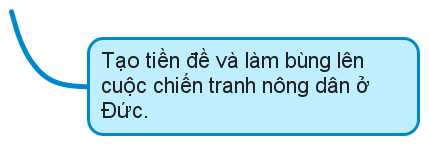 Tạo tiền đề và làm bùng lên
cuộc chiến tranh nông dân ở
Đức.